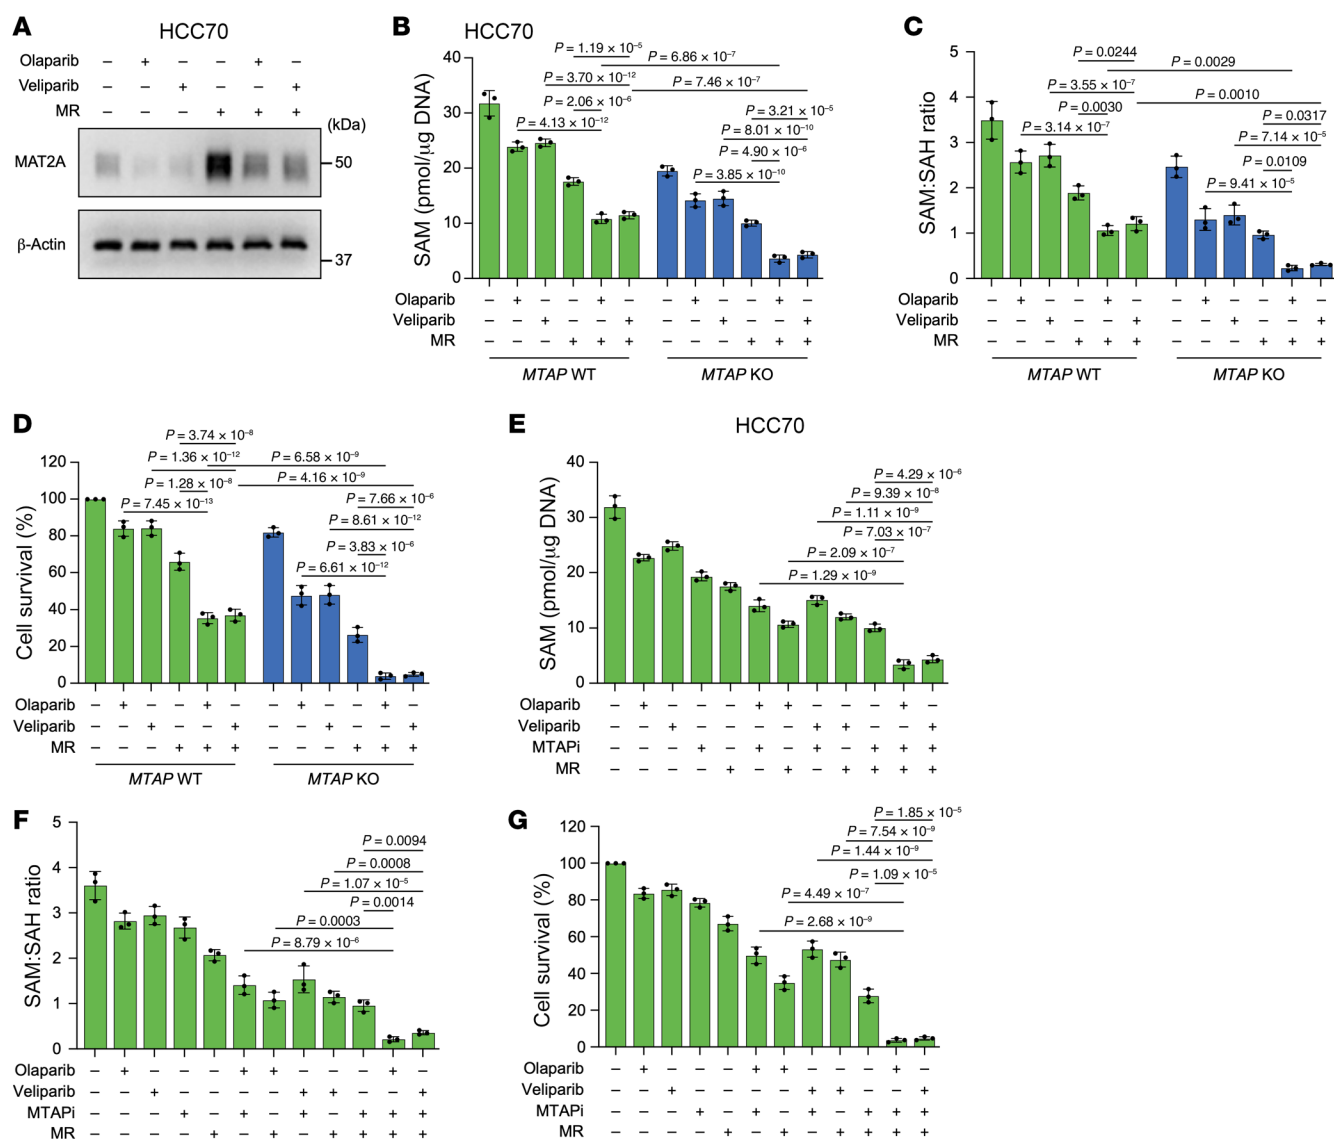 A
HCC70
Olaparib – + – – + –
Veliparib – – + – – +
MR – – – + + +
(kDa)
MAT2A
50
β-Actin
37
B
HCC70
SAM (pmol/μg DNA)
40
30
20
10
0
P = 1.19 × 10⁻⁵
P = 6.86 × 10⁻⁷
P = 3.70 × 10⁻¹²
P = 7.46 × 10⁻⁷
P = 2.06 × 10⁻⁶
P = 3.21 × 10⁻⁵
P = 4.13 × 10⁻¹²
P = 8.01 × 10⁻¹⁰
P = 4.90 × 10⁻⁶
P = 3.85 × 10⁻¹⁰
Olaparib – + – – + – – + – – + –
Veliparib – – + – – + – – + – – +
MR – – – + + + – – – + + +
MTAP WT
MTAP KO
C
SAM:SAH ratio
5
4
3
2
1
0
P = 0.0244
P = 0.0029
P = 3.55 × 10⁻⁷
P = 0.0010
P = 0.0030
P = 0.0317
P = 3.14 × 10⁻⁷
P = 7.14 × 10⁻⁵
P = 0.0109
P = 9.41 × 10⁻⁵
Olaparib – + – – + – – + – – + –
Veliparib – – + – – + – – + – – +
MR – – – + + + – – – + + +
MTAP WT
MTAP KO
D
Cell survival (%)
120
100
80
60
40
20
0
P = 3.74 × 10⁻⁸
P = 1.36 × 10⁻¹²
P = 6.58 × 10⁻⁹
P = 1.28 × 10⁻⁸
P = 4.16 × 10⁻⁹
P = 7.45 × 10⁻¹³
P = 7.66 × 10⁻⁶
P = 8.61 × 10⁻¹²
P = 3.83 × 10⁻⁶
P = 6.61 × 10⁻¹²
Olaparib – + – – + – – + – – + –
Veliparib – – + – – + – – + – – +
MR – – – + + + – – – + + +
MTAP WT
MTAP KO
E
HCC70
SAM (pmol/μg DNA)
40
30
20
10
0
P = 4.29 × 10⁻⁶
P = 9.39 × 10⁻⁸
P = 1.11 × 10⁻⁹
P = 7.03 × 10⁻⁷
P = 2.09 × 10⁻⁷
P = 1.29 × 10⁻⁹
Olaparib – + – – – + + – – – + –
Veliparib – – + – – – – + + – – +
MTAPi – – – + – + – + – + + +
MR – – – – + – + – + + + +
F
SAM:SAH ratio
5
4
3
2
1
0
P = 0.0094
P = 0.0008
P = 1.07 × 10⁻⁵
P = 0.0014
P = 0.0003
P = 8.79 × 10⁻⁶
Olaparib – + – – – + + – – – + –
Veliparib – – + – – – – + + – – +
MTAPi – – – + – + – + – + + +
MR – – – – + – + – + + + +
G
Cell survival (%)
120
100
80
60
40
20
0
P = 1.85 × 10⁻⁵
P = 7.54 × 10⁻⁹
P = 1.44 × 10⁻⁹
P = 1.09 × 10⁻⁵
P = 4.49 × 10⁻⁷
P = 2.68 × 10⁻⁹
Olaparib – + – – – + + – – – + –
Veliparib – – + – – – – + + – – +
MTAPi – – – + – + – + – + + +
MR – – – – + – + – + + + +